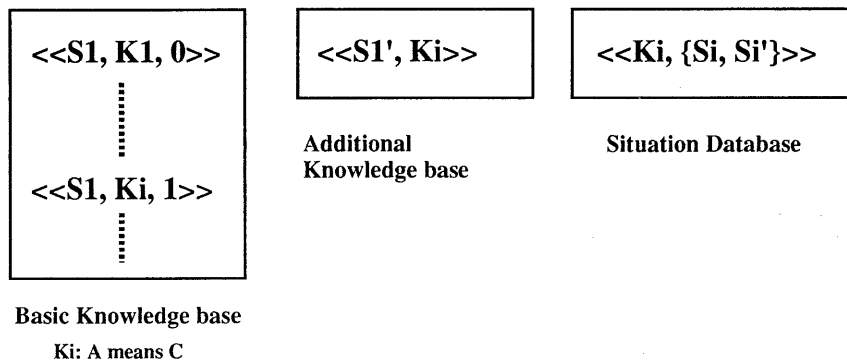 <<S1, K1, 0>>
<<S1, Ki, 1>>
Basic Knowledge base
Ki: A means C
<<S1', Ki>>
Additional
Knowledge base
<<Ki, {Si, Si'}>>
Situation Database